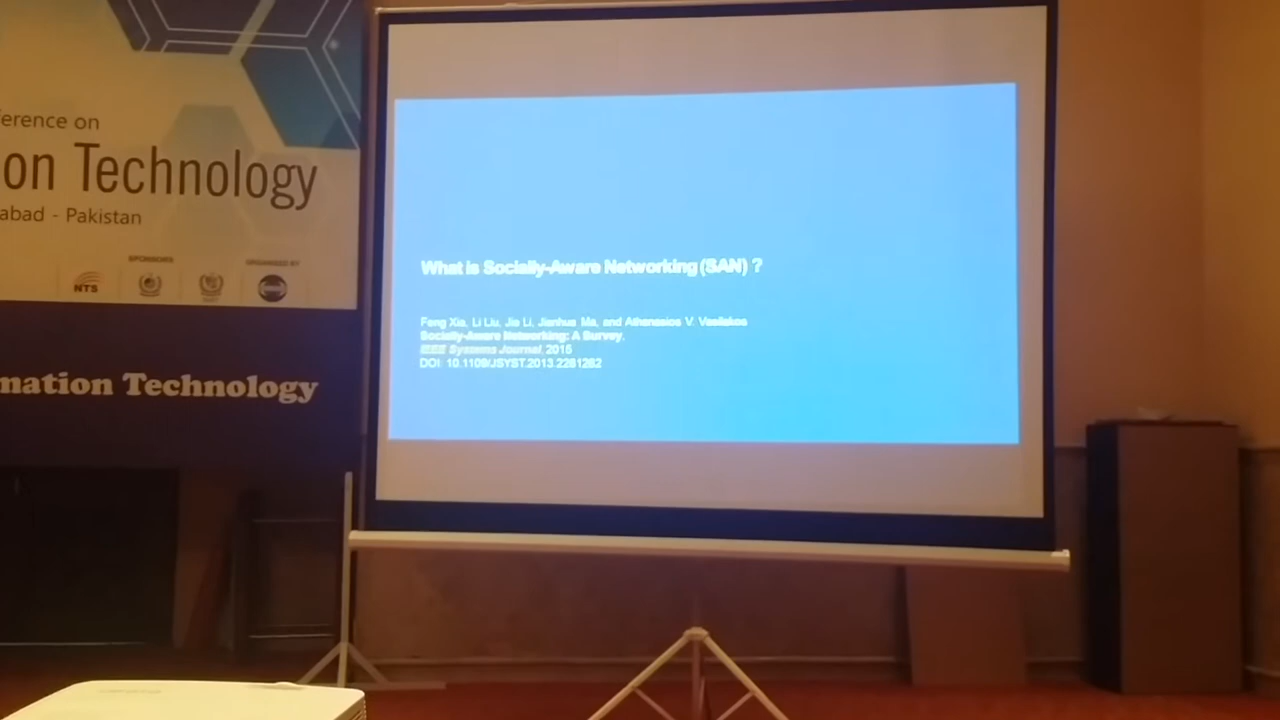 ference on
on Technology
abad - Pakistan
SPONSORS
ORGANISED BY
NTS
mation Technology
What is Socially-Aware Networking (SAN) ?
Feng Xia, Li Liu, Jie Li, Jianhua Ma, and Athanasios V. Vasilakos
Socially-Aware Networking: A Survey,
IEEE Systems Journal, 2015
DOI: 10.1109/JSYST.2013.2281262